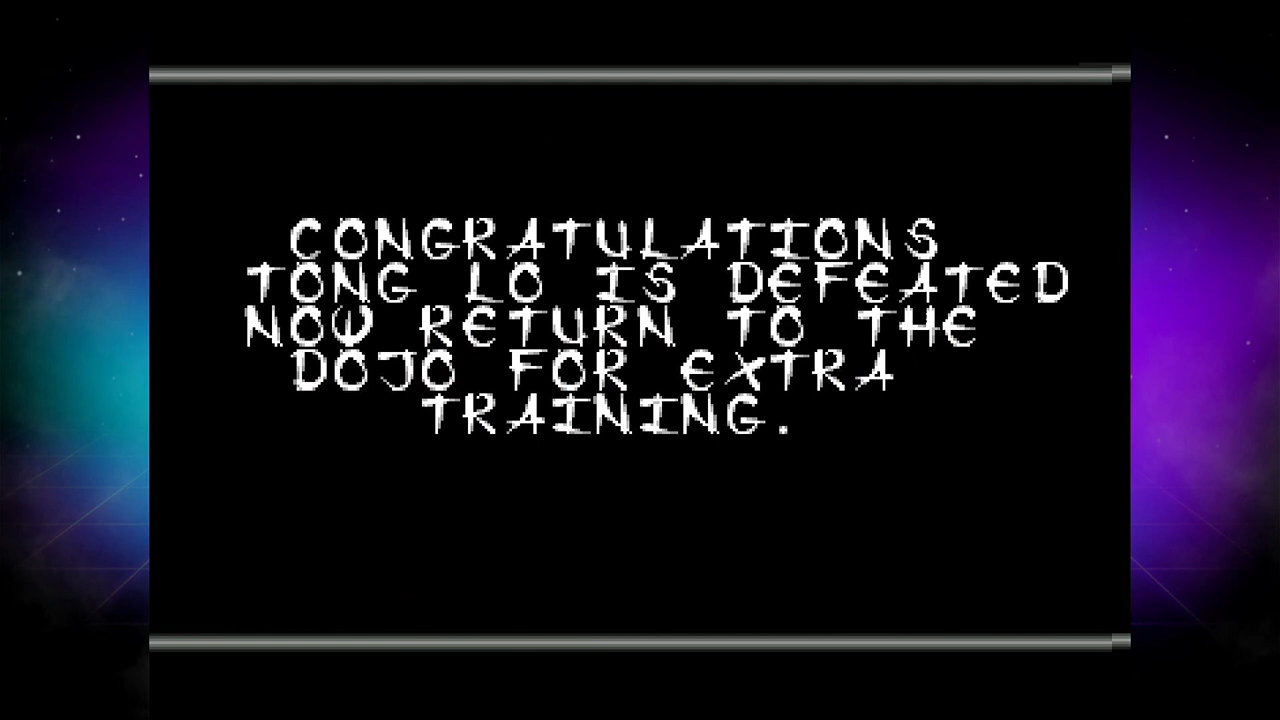 CONGRATULATIONS
TONG LO IS DEFEATED
NOW RETURN TO THE
DOJO FOR EXTRA
TRAINING.